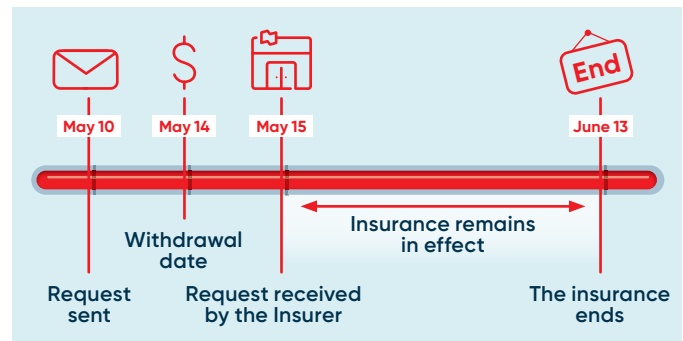 End
May 10
May 14
May 15
June 13
Insurance remains
in effect
Withdrawal
date
Request
sent
Request received
by the Insurer
The insurance
ends